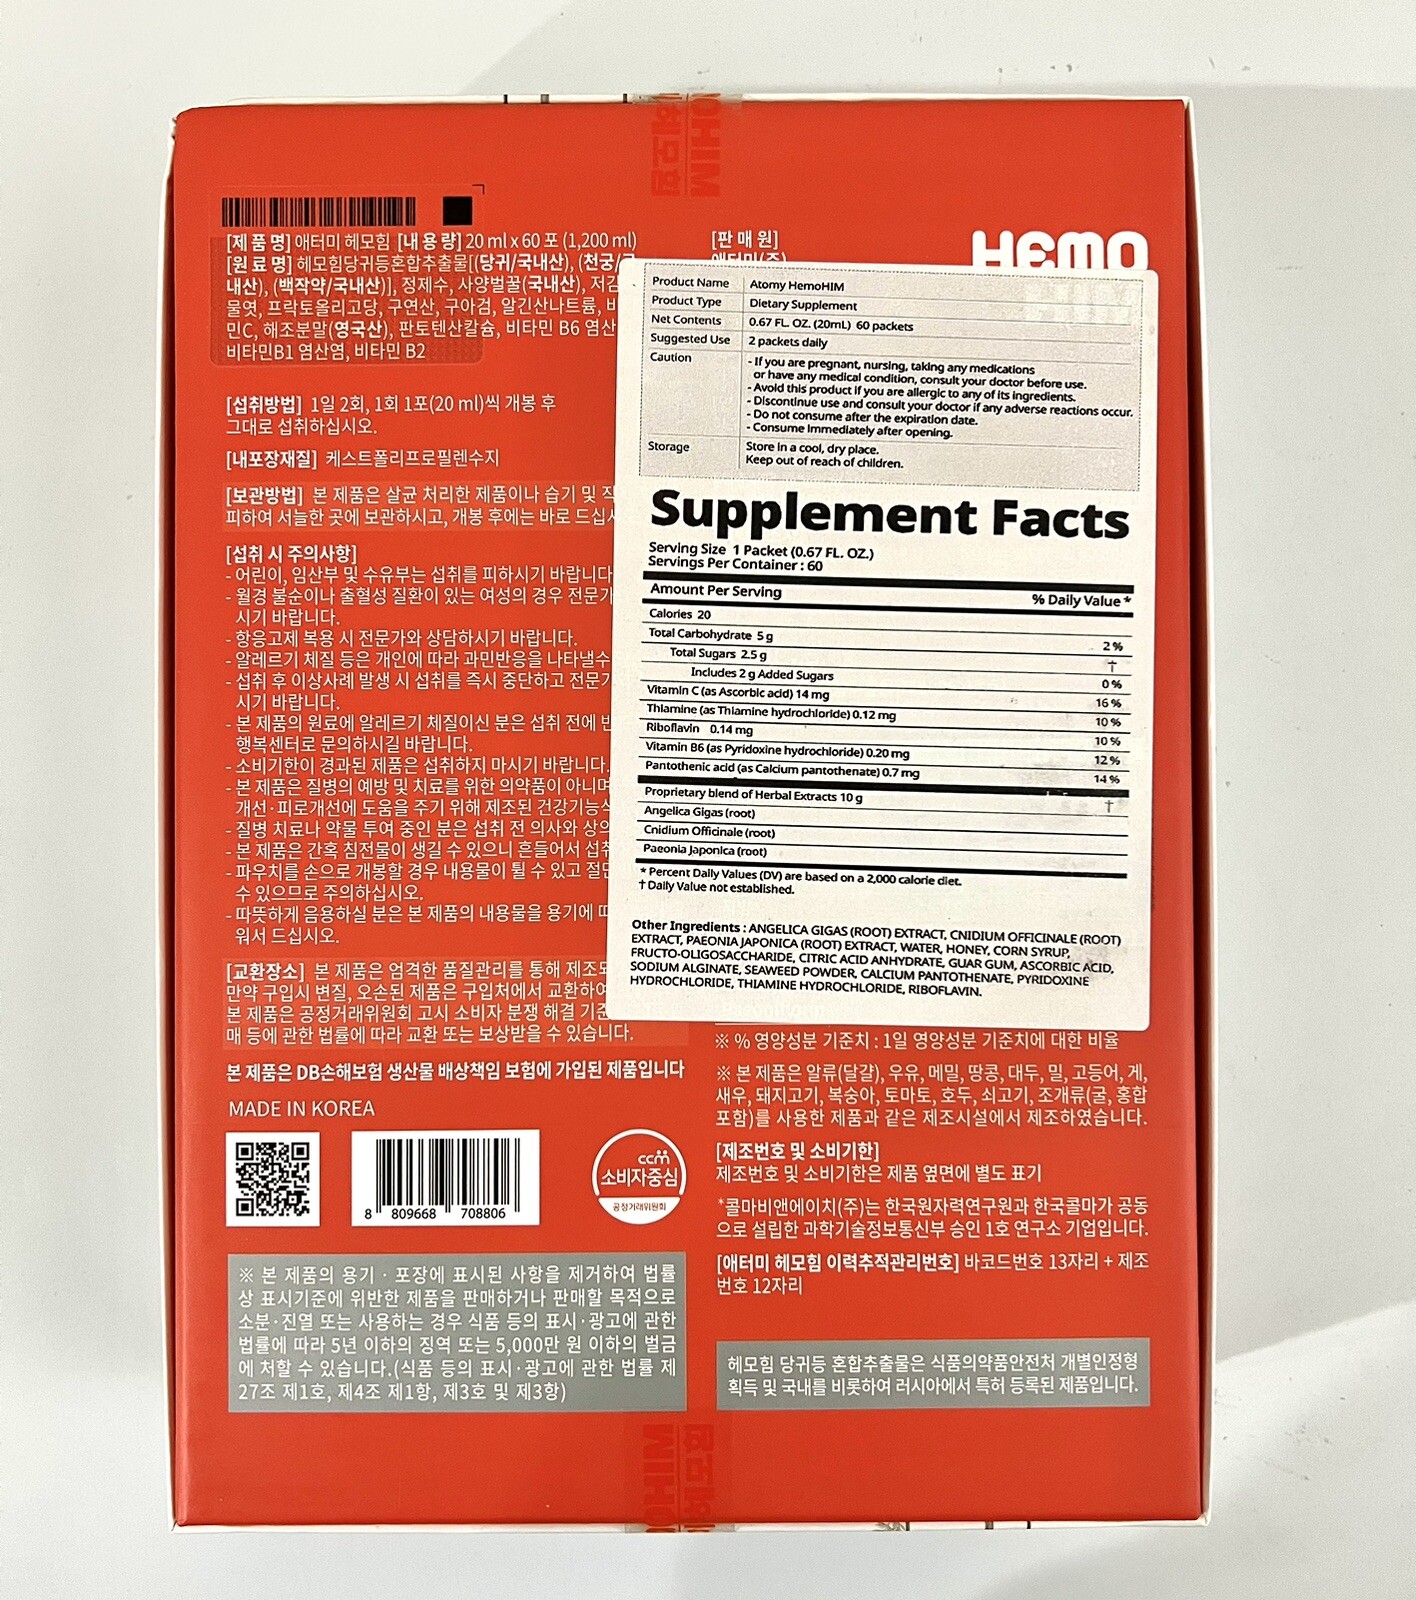 [제 품 명] 애터미 헤모힘 [내 용 량] 20 ml x 60 포 (1,200 ml)
[원 료 명] 헤모힘당귀등혼합추출물[(당귀/국내산), (천궁/국
내산), (백작약/국내산)], 정제수, 사양벌꿀(국내산), 저감
물엿, 프락토올리고당, 구연산, 구아검, 알긴산나트륨, 비
민C, 해조분말(영국산), 판토텐산칼슘, 비타민 B6 염산
비타민B1 염산염, 비타민 B2
[섭취방법] 1일 2회, 1회 1포(20 ml)씩 개봉 후
그대로 섭취하십시오.
[내포장재질] 케스트폴리프로필렌수지
[보관방법] 본 제품은 살균 처리한 제품이나 습기 및 직
피하여 서늘한 곳에 보관하시고, 개봉 후에는 바로 드십시
[섭취 시 주의사항]
- 어린이, 임산부 및 수유부는 섭취를 피하시기 바랍니다
- 월경 불순이나 출혈성 질환이 있는 여성의 경우 전문가
시기 바랍니다.
- 항응고제 복용 시 전문가와 상담하시기 바랍니다.
- 알레르기 체질 등은 개인에 따라 과민반응을 나타낼수
- 섭취 후 이상사례 발생 시 섭취를 즉시 중단하고 전문가
시기 바랍니다.
- 본 제품의 원료에 알레르기 체질이신 분은 섭취 전에 반
행복센터로 문의하시길 바랍니다.
- 소비기한이 경과된 제품은 섭취하지 마시기 바랍니다.
- 본 제품은 질병의 예방 및 치료를 위한 의약품이 아니며
개선·피로개선에 도움을 주기 위해 제조된 건강기능식
- 질병 치료나 약물 투여 중인 분은 섭취 전 의사와 상의
- 본 제품은 간혹 침전물이 생길 수 있으니 흔들어서 섭취
- 파우치를 손으로 개봉할 경우 내용물이 튈 수 있고 절단
수 있으므로 주의하십시오.
- 따뜻하게 음용하실 분은 본 제품의 내용물을 용기에 따
워서 드십시오.
[교환장소] 본 제품은 엄격한 품질관리를 통해 제조되
만약 구입시 변질, 오손된 제품은 구입처에서 교환하여
본 제품은 공정거래위원회 고시 소비자 분쟁 해결 기준
매 등에 관한 법률에 따라 교환 또는 보상받을 수 있습니다.
본 제품은 DB손해보험 생산물 배상책임 보험에 가입된 제품입니다
MADE IN KOREA
8 809668 708806
ccm
소비자중심
공정거래위원회
※ 본 제품의 용기 · 포장에 표시된 사항을 제거하여 법률
상 표시기준에 위반한 제품을 판매하거나 판매할 목적으로
소분·진열 또는 사용하는 경우 식품 등의 표시·광고에 관한
법률에 따라 5년 이하의 징역 또는 5,000만 원 이하의 벌금
에 처할 수 있습니다.(식품 등의 표시·광고에 관한 법률 제
27조 제1호, 제4조 제1항, 제3호 및 제3항)
[판 매 원]
애터미(주)
HEMO
Product Name Atomy HemoHIM
Product Type Dietary Supplement
Net Contents 0.67 FL. OZ. (20mL) 60 packets
Suggested Use 2 packets daily
Caution - If you are pregnant, nursing, taking any medications
or have any medical condition, consult your doctor before use.
- Avoid this product if you are allergic to any of its ingredients.
- Discontinue use and consult your doctor if any adverse reactions occur.
- Do not consume after the expiration date.
- Consume immediately after opening.
Storage Store in a cool, dry place.
Keep out of reach of children.
Supplement Facts
Serving Size 1 Packet (0.67 FL. OZ.)
Servings Per Container : 60
Amount Per Serving % Daily Value *
Calories 20
Total Carbohydrate 5 g 2 %
Total Sugars 2.5 g †
Includes 2 g Added Sugars 0 %
Vitamin C (as Ascorbic acid) 14 mg 16 %
Thiamine (as Thiamine hydrochloride) 0.12 mg 10 %
Riboflavin 0.14 mg 10 %
Vitamin B6 (as Pyridoxine hydrochloride) 0.20 mg 12 %
Pantothenic acid (as Calcium pantothenate) 0.7 mg 14 %
Proprietary blend of Herbal Extracts 10 g †
Angelica Gigas (root)
Cnidium Officinale (root)
Paeonia Japonica (root)
* Percent Daily Values (DV) are based on a 2,000 calorie diet.
† Daily Value not established.
Other Ingredients : ANGELICA GIGAS (ROOT) EXTRACT, CNIDIUM OFFICINALE (ROOT)
EXTRACT, PAEONIA JAPONICA (ROOT) EXTRACT, WATER, HONEY, CORN SYRUP,
FRUCTO-OLIGOSACCHARIDE, CITRIC ACID ANHYDRATE, GUAR GUM, ASCORBIC ACID,
SODIUM ALGINATE, SEAWEED POWDER, CALCIUM PANTOTHENATE, PYRIDOXINE
HYDROCHLORIDE, THIAMINE HYDROCHLORIDE, RIBOFLAVIN.
※ % 영양성분 기준치 : 1일 영양성분 기준치에 대한 비율
※ 본 제품은 알류(달걀), 우유, 메밀, 땅콩, 대두, 밀, 고등어, 게,
새우, 돼지고기, 복숭아, 토마토, 호두, 쇠고기, 조개류(굴, 홍합
포함)를 사용한 제품과 같은 제조시설에서 제조하였습니다.
[제조번호 및 소비기한]
제조번호 및 소비기한은 제품 옆면에 별도 표기
*콜마비앤에이치(주)는 한국원자력연구원과 한국콜마가 공동
으로 설립한 과학기술정보통신부 승인 1호 연구소 기업입니다.
[애터미 헤모힘 이력추적관리번호] 바코드번호 13자리 + 제조
번호 12자리
헤모힘 당귀등 혼합추출물은 식품의약품안전처 개별인정형
획득 및 국내를 비롯하여 러시아에서 특허 등록된 제품입니다.